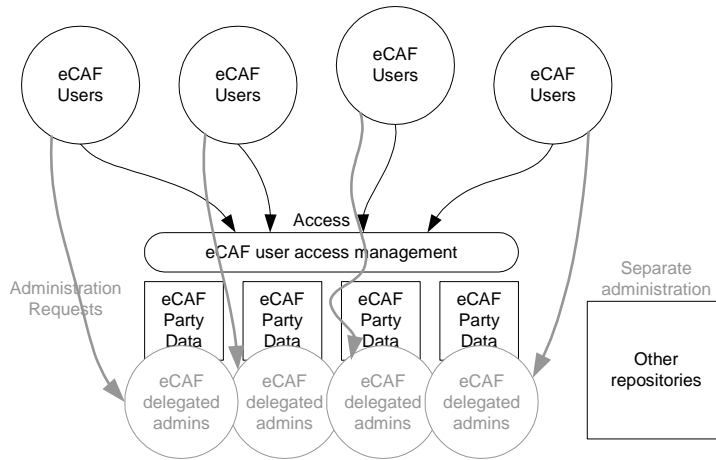 eCAF
Users
eCAF
Users
eCAF
Users
eCAF
Users
Access
eCAF user access management
Administration
Requests
eCAF
Party
Data
eCAF
Party
Data
eCAF
Party
Data
eCAF
Party
Data
Separate
administration
Other
repositories
eCAF
delegated
admins
eCAF
delegated
admins
eCAF
delegated
admins
eCAF
delegated
admins